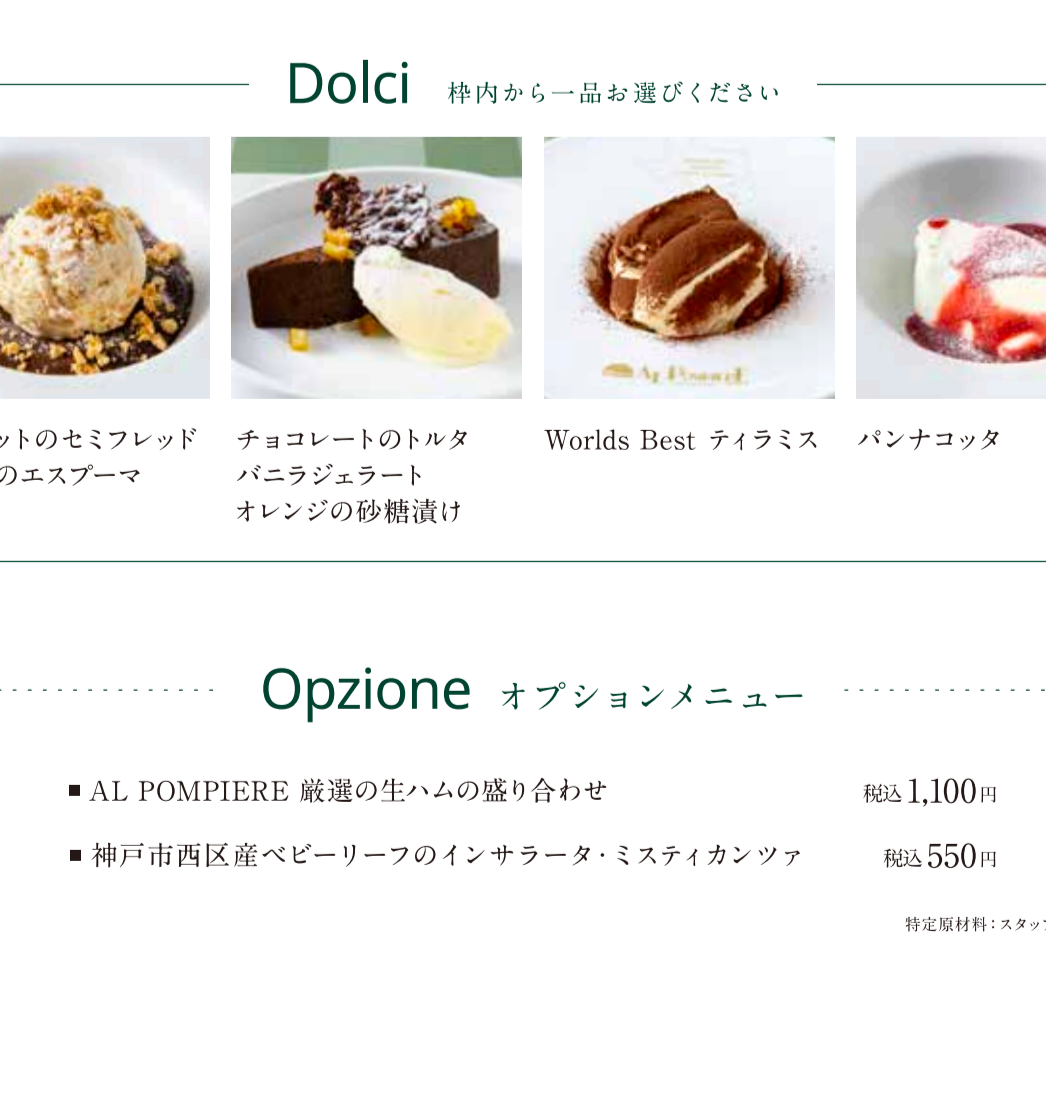 Dolci 枠内から一品お選びください
ットのセミフレッド
のエスプーマ
チョコレートのトルタ
バニラジェラート
オレンジの砂糖漬け
Worlds Best ティラミス
パンナコッタ
Opzione オプションメニュー
■ AL POMPIERE 厳選の生ハムの盛り合わせ 税込1,100円
■ 神戸市西区産ベビーリーフのインサラータ・ミスティカンツァ 税込550円
特定原材料：スタッフ